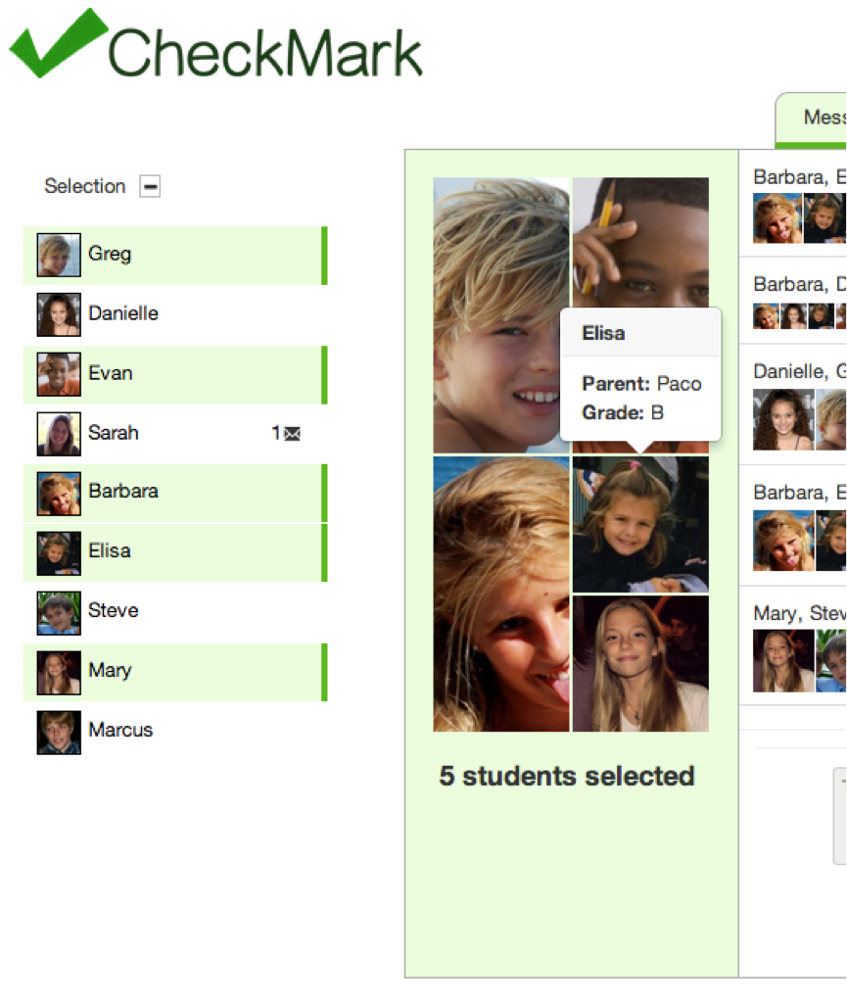 CheckMark
Mess
Selection
Greg
Danielle
Evan
Sarah
1
Barbara
Elisa
Steve
Mary
Marcus
Elisa
Parent: Paco
Grade: B
5 students selected
Barbara, E
Barbara, D
Danielle, G
Barbara, E
Mary, Stev